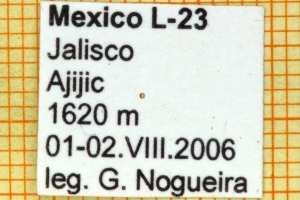 Mexico L-23
Jalisco
Ajijic
1620 m
01-02.VIII.2006
leg. G. Nogueira